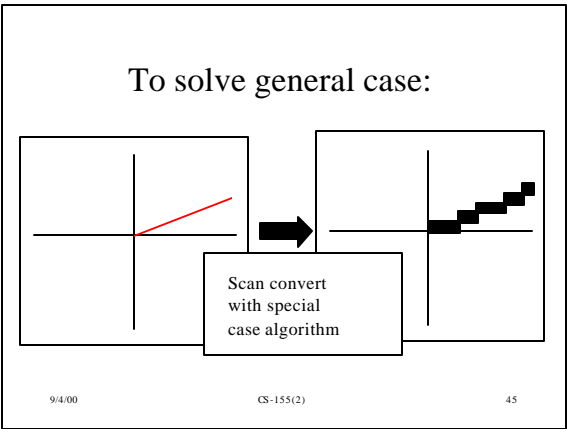 To solve general case:
Scan convert
with special
case algorithm
9/4/00 CS-155(2) 45